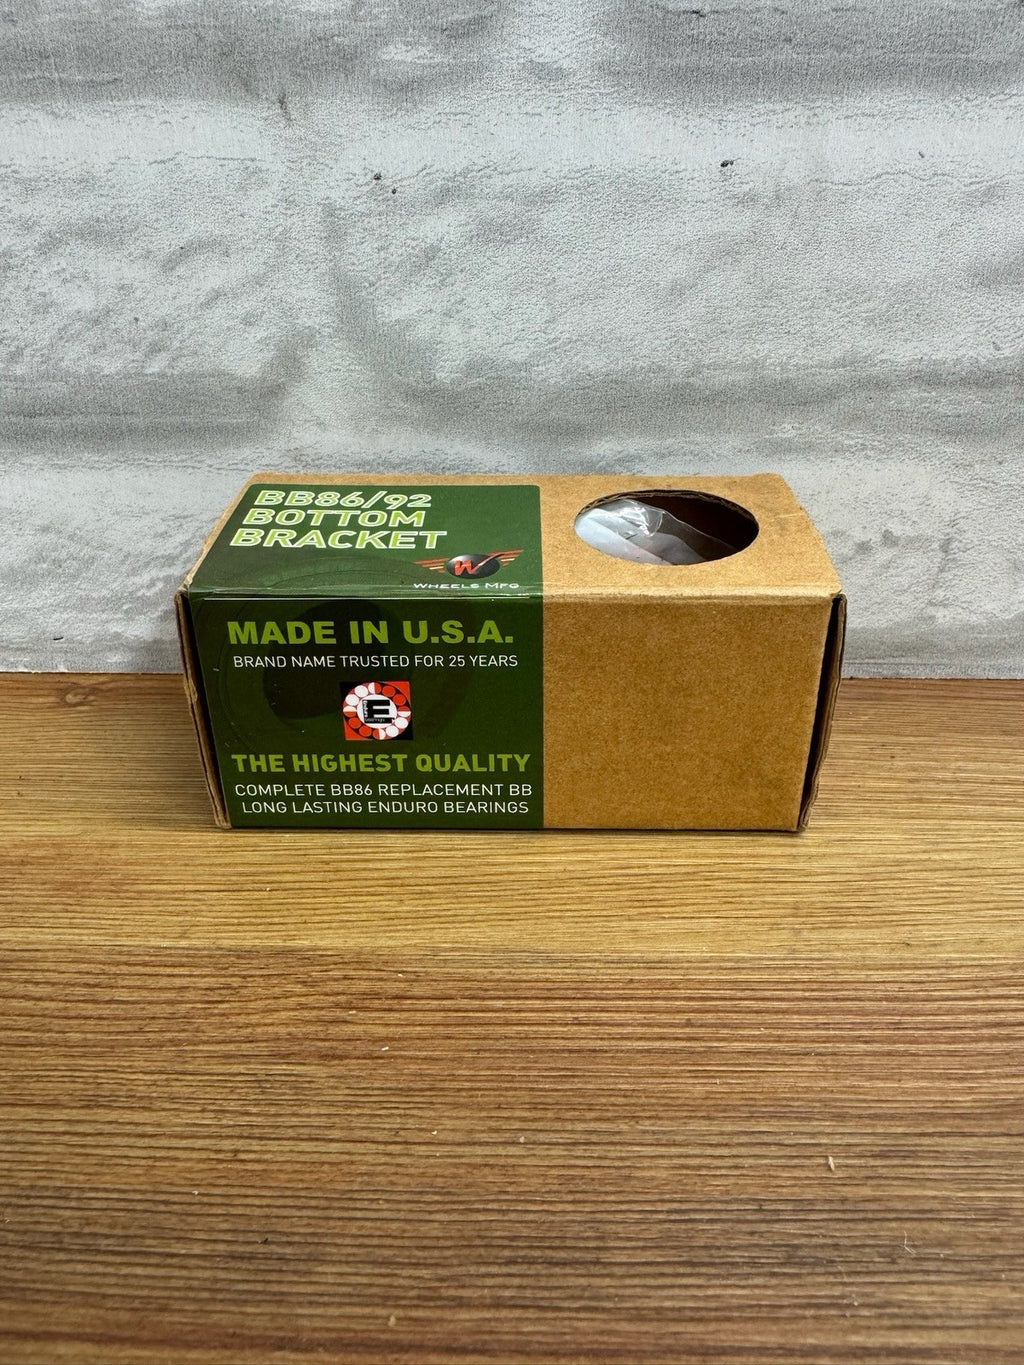 BB86/92
BOTTOM
BRACKET
W
WHEELS MFG
MADE IN U.S.A.
BRAND NAME TRUSTED FOR 25 YEARS
E
THE HIGHEST QUALITY
COMPLETE BB86 REPLACEMENT BB
LONG LASTING ENDURO BEARINGS